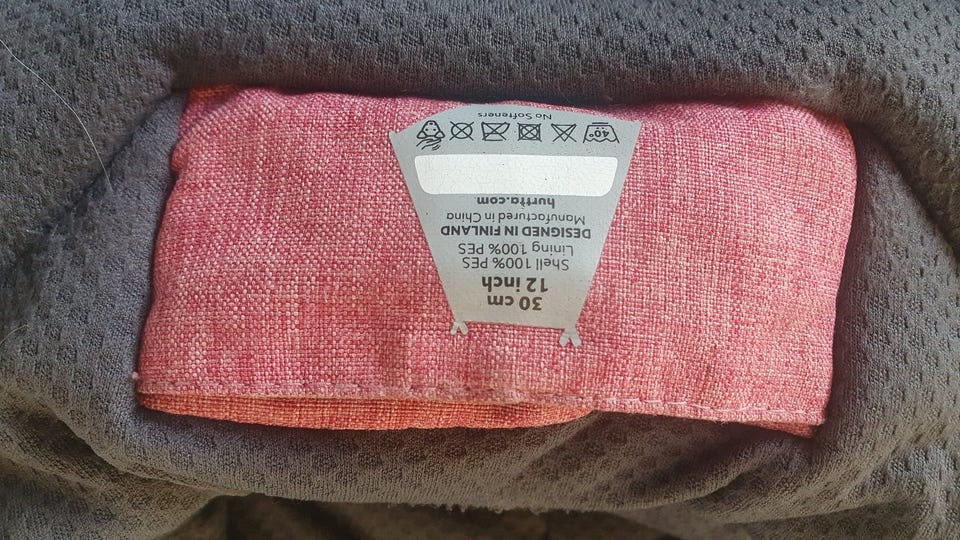 30 cm
12 inch
Shell 100% PES
Lining 100% PES
DESIGNED IN FINLAND
Manufactured in China
hurtta.com
40°
No Softeners